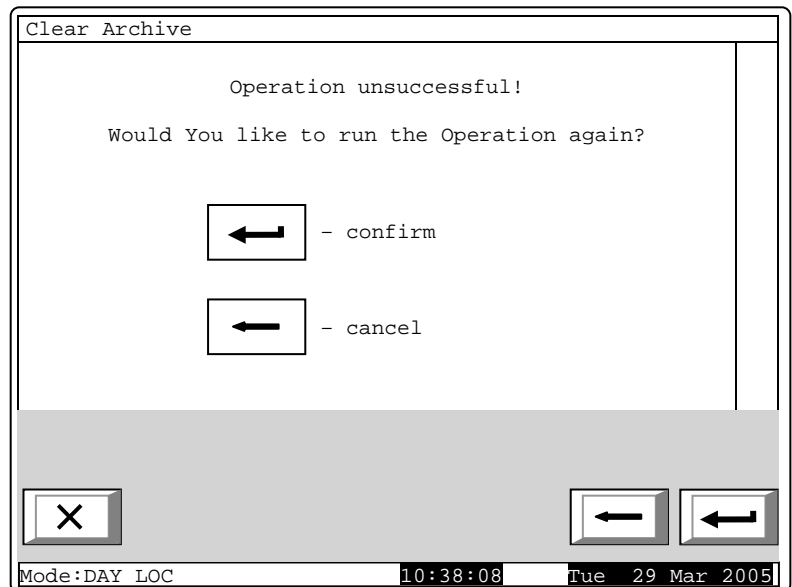 Clear Archive
Operation unsuccessful!
Would You like to run the Operation again?
- confirm
- cancel
Mode:DAY LOC 10:38:08 Tue 29 Mar 2005